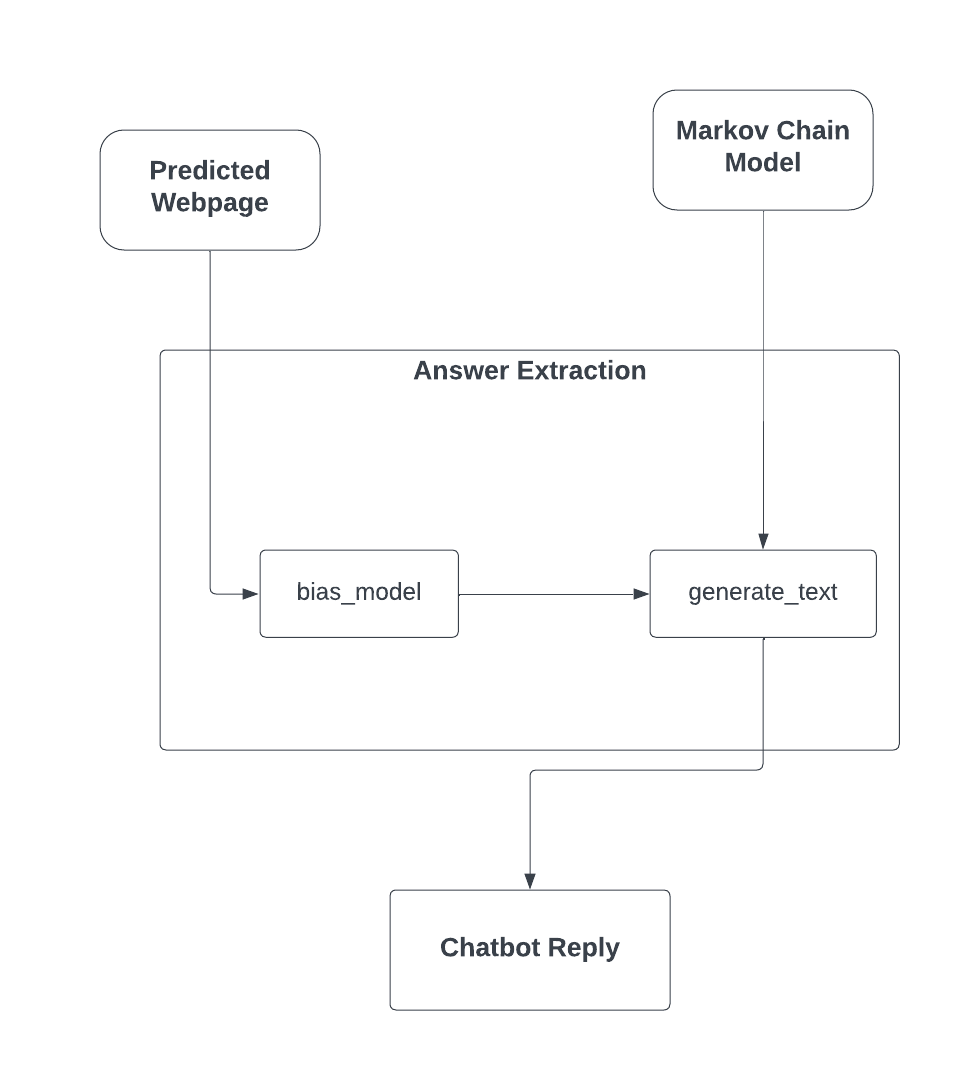 Markov Chain
Model
Predicted
Webpage
Answer Extraction
bias_model
generate_text
Chatbot Reply